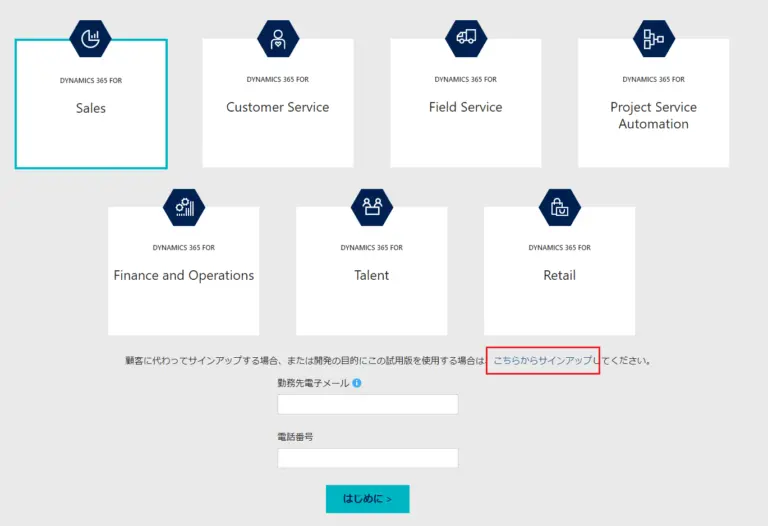 DYNAMICS 365 FOR
Sales
DYNAMICS 365 FOR
Customer Service
DYNAMICS 365 FOR
Field Service
DYNAMICS 365 FOR
Project Service
Automation
DYNAMICS 365 FOR
Finance and Operations
DYNAMICS 365 FOR
Talent
DYNAMICS 365 FOR
Retail
顧客に代わってサインアップする場合、または開発の目的にこの試用版を使用する場合は、こちらからサインアップしてください。
勤務先電子メール
電話番号
はじめに >